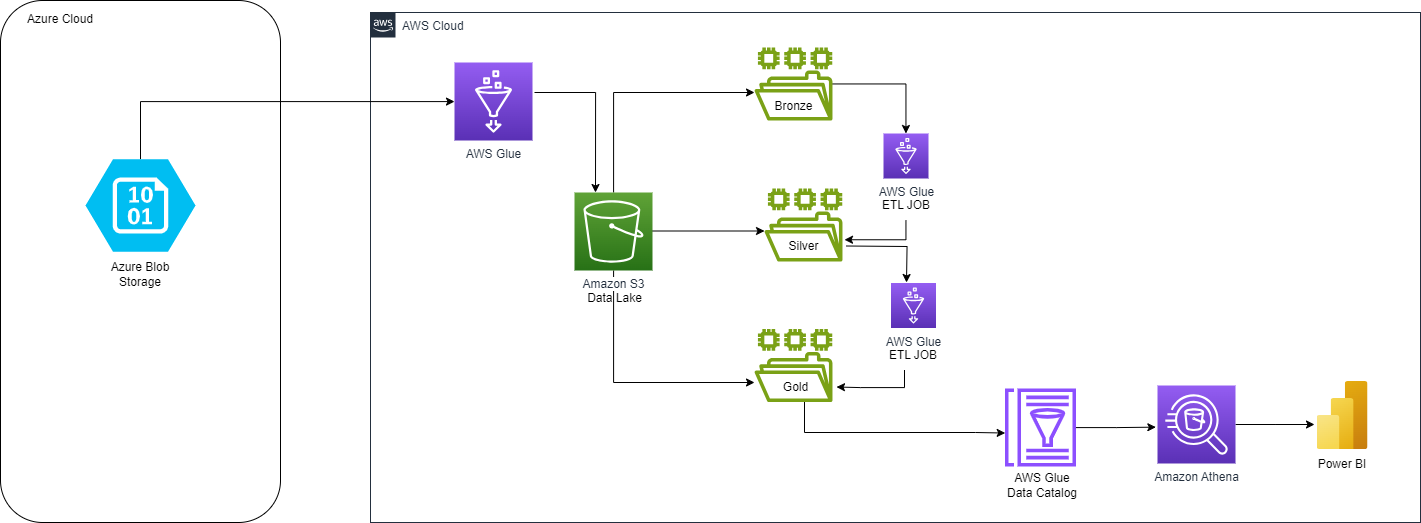 Azure Cloud
aws
AWS Cloud
AWS Glue
Bronze
AWS Glue
ETL JOB
10
01
Azure Blob
Storage
Silver
Amazon S3
Data Lake
AWS Glue
ETL JOB
Gold
AWS Glue
Data Catalog
Amazon Athena
Power BI